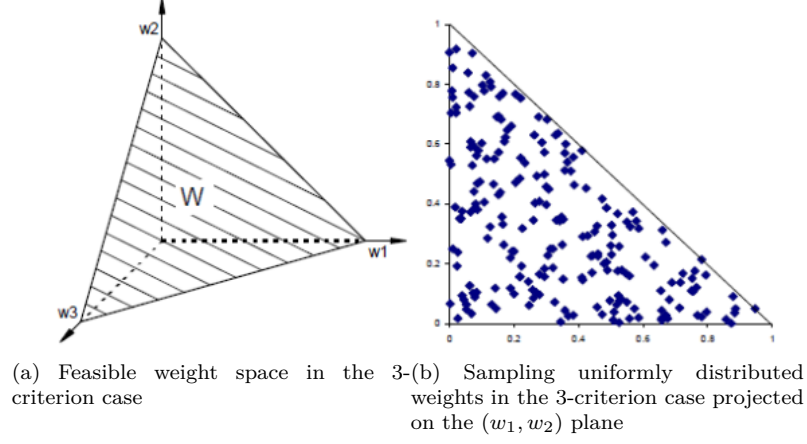 w2
W
w1
w3
1
0.8
0.6
0.4
0.2
0
0
0.2
0.4
0.6
0.8
1
(a) Feasible weight space in the 3-
criterion case
(b) Sampling uniformly distributed
weights in the 3-criterion case projected
on the (w₁, w₂) plane